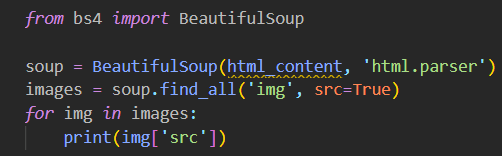 from bs4 import BeautifulSoup
soup = BeautifulSoup(html_content, 'html.parser')
images = soup.find_all('img', src=True)
for img in images:
    print(img['src'])